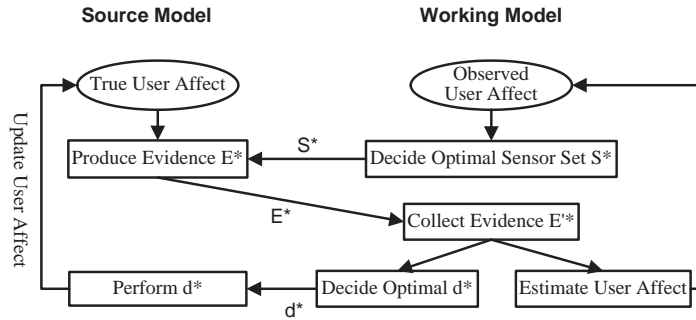 Source Model
Working Model
True User Affect
Observed
User Affect
Produce Evidence E*
S*
Decide Optimal Sensor Set S*
Update User Affect
E*
Collect Evidence E'*
Perform d*
d*
Decide Optimal d*
Estimate User Affect